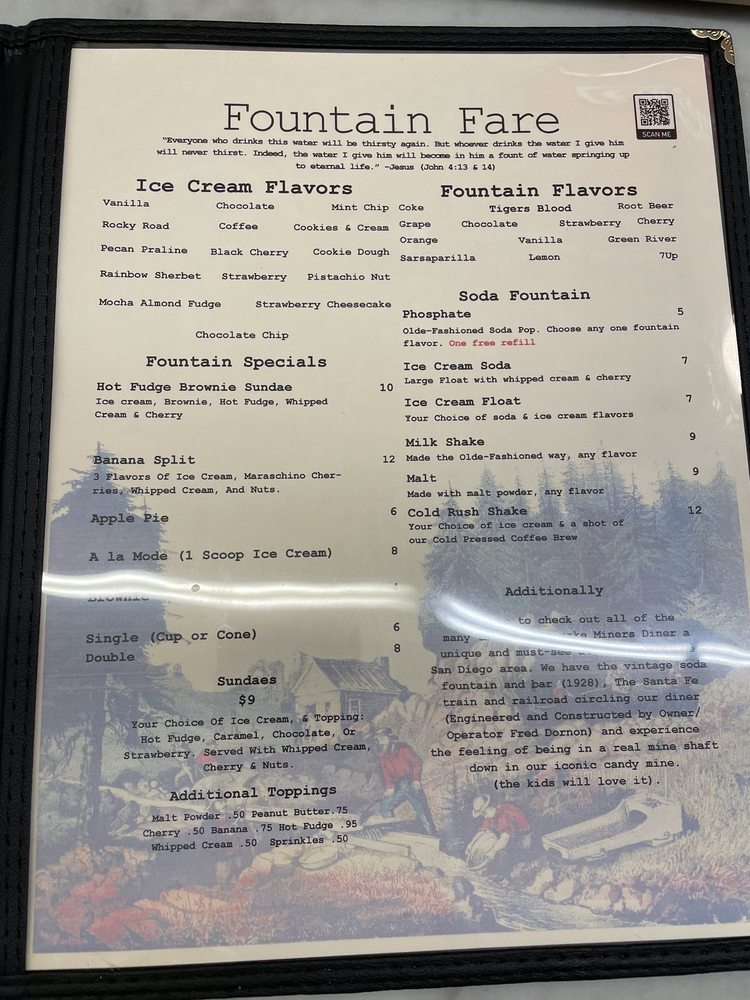 Fountain Fare
SCAN ME
"Everyone who drinks this water will be thirsty again. But whoever drinks the water I give him
will never thirst. Indeed, the water I give him will become in him a fount of water springing up
to eternal life." -Jesus (John 4:13 & 14)
Ice Cream Flavors
Vanilla Chocolate Mint Chip
Rocky Road Coffee Cookies & Cream
Pecan Praline Black Cherry Cookie Dough
Rainbow Sherbet Strawberry Pistachio Nut
Mocha Almond Fudge Strawberry Cheesecake
Chocolate Chip
Fountain Specials
Hot Fudge Brownie Sundae 10
Ice cream, Brownie, Hot Fudge, Whipped
Cream & Cherry
Banana Split 12
3 Flavors Of Ice Cream, Maraschino Cher-
ries, Whipped Cream, And Nuts.
Apple Pie 6
A la Mode (1 Scoop Ice Cream) 8
Brownie
Single (Cup or Cone) 6
Double 8
Sundaes
$9
Your Choice Of Ice Cream, & Topping:
Hot Fudge, Caramel, Chocolate, Or
Strawberry. Served With Whipped Cream,
Cherry & Nuts.
Additional Toppings
Malt Powder .50 Peanut Butter.75
Cherry .50 Banana .75 Hot Fudge .95
Whipped Cream .50 Sprinkles .50
Fountain Flavors
Coke Tigers Blood Root Beer
Grape Chocolate Strawberry Cherry
Orange Vanilla Green River
Sarsaparilla Lemon 7Up
Soda Fountain
Phosphate 5
Olde-Fashioned Soda Pop. Choose any one fountain
flavor. One free refill
Ice Cream Soda 7
Large Float with whipped cream & cherry
Ice Cream Float 7
Your Choice of soda & ice cream flavors
Milk Shake 9
Made the Olde-Fashioned way, any flavor
Malt 9
Made with malt powder, any flavor
Cold Rush Shake 12
Your Choice of ice cream & a shot of
our Cold Pressed Coffee Brew
Additionally
to check out all of the
many Miners Diner a
unique and must-see
San Diego area. We have the vintage soda
fountain and bar (1928), The Santa Fe
train and railroad circling our diner
(Engineered and Constructed by Owner/
Operator Fred Dornon) and experience
the feeling of being in a real mine shaft
down in our iconic candy mine.
(the kids will love it).